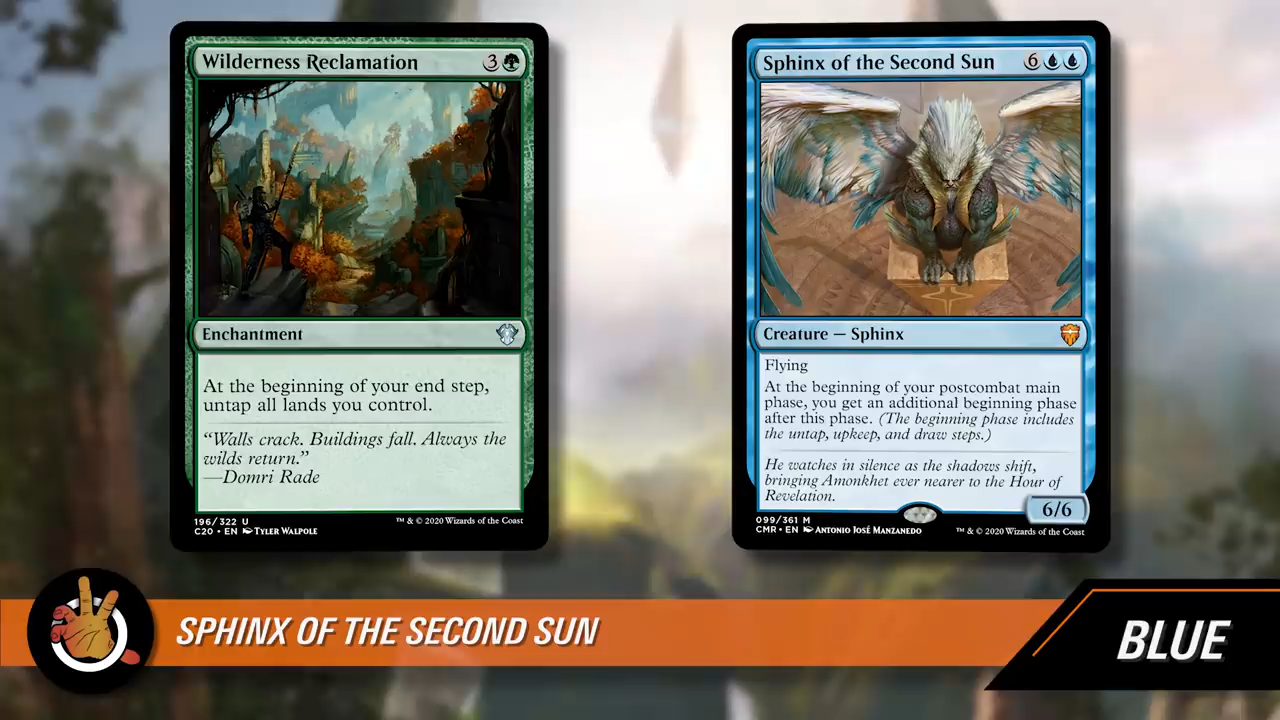 Wilderness Reclamation 3
Enchantment
At the beginning of your end step,
untap all lands you control.
“Walls crack. Buildings fall. Always the
wilds return.”
—Domri Rade
196/322 U
C20 • EN TYLER WALPOLE
™ & © 2020 Wizards of the Coast
Sphinx of the Second Sun 6
Creature — Sphinx
Flying
At the beginning of your postcombat main
phase, you get an additional beginning phase
after this phase. (The beginning phase includes
the untap, upkeep, and draw steps.)
He watches in silence as the shadows shift,
bringing Amonkhet ever nearer to the Hour of
Revelation.
6/6
099/361 M
CMR • EN ANTONIO JOSÉ MANZANEDO
™ & © 2020 Wizards of the Coast
SPHINX OF THE SECOND SUN
BLUE